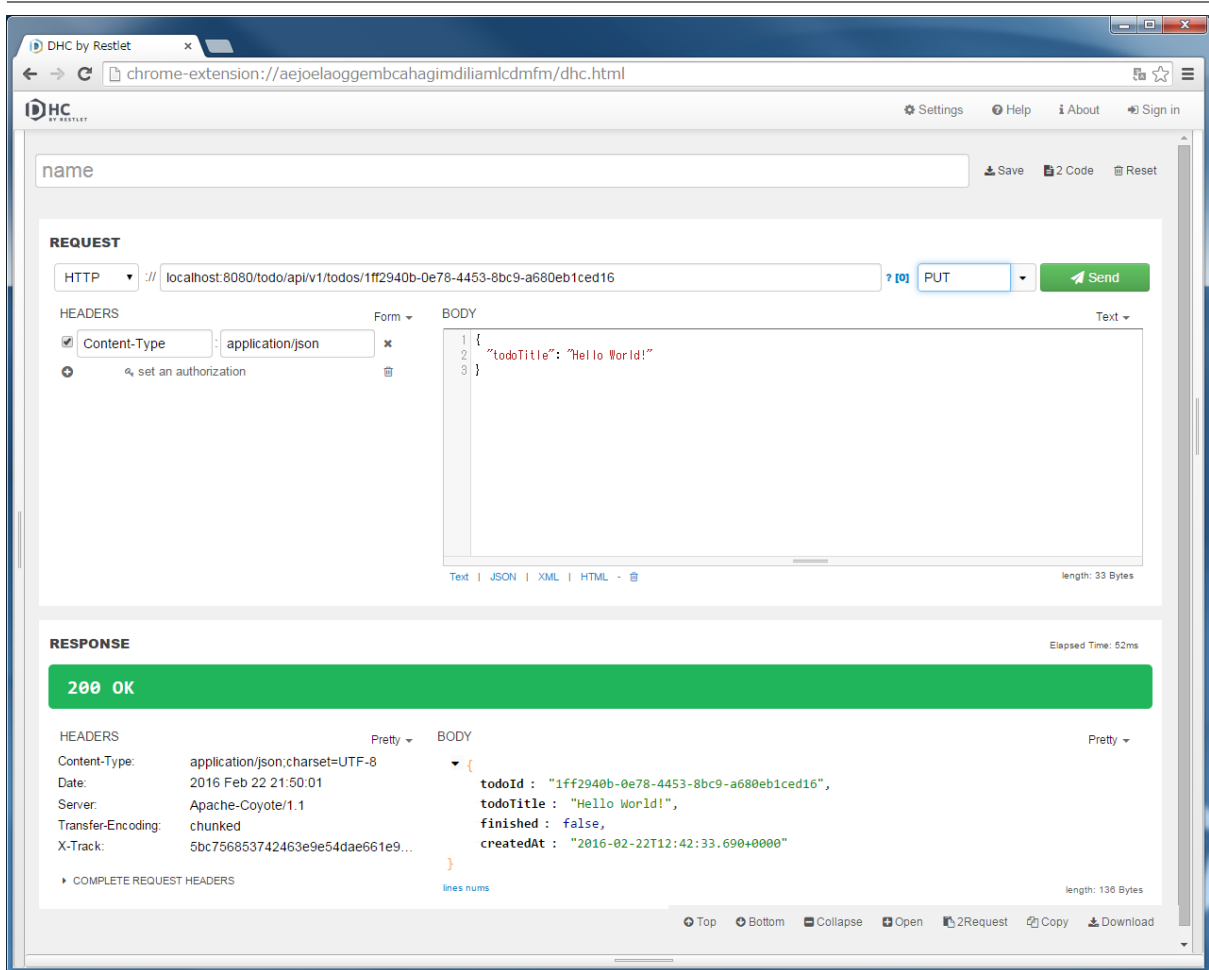 DHC by Restlet
chrome-extension://aejoelaoggembcahagimdiliamlcdmfm/dhc.html
DHC
BY RESTLET
Settings Help About Sign in
name
Save 2 Code Reset
REQUEST
HTTP :// localhost:8080/todo/api/v1/todos/1ff2940b-0e78-4453-8bc9-a680eb1ced16 ? [0] PUT Send
HEADERS Form BODY Text
Content-Type : application/json
set an authorization
1 {
2 "todoTitle": "Hello World!"
3 }
Text | JSON | XML | HTML - length: 33 Bytes
RESPONSE Elapsed Time: 52ms
200 OK
HEADERS Pretty
Content-Type: application/json;charset=UTF-8
Date: 2016 Feb 22 21:50:01
Server: Apache-Coyote/1.1
Transfer-Encoding: chunked
X-Track: 5bc756853742463e9e54dae661e9...
COMPLETE REQUEST HEADERS
BODY Pretty
{
todoId : "1ff2940b-0e78-4453-8bc9-a680eb1ced16",
todoTitle : "Hello World!",
finished : false,
createdAt : "2016-02-22T12:42:33.690+0000"
}
lines nums length: 136 Bytes
Top Bottom Collapse Open 2Request Copy Download